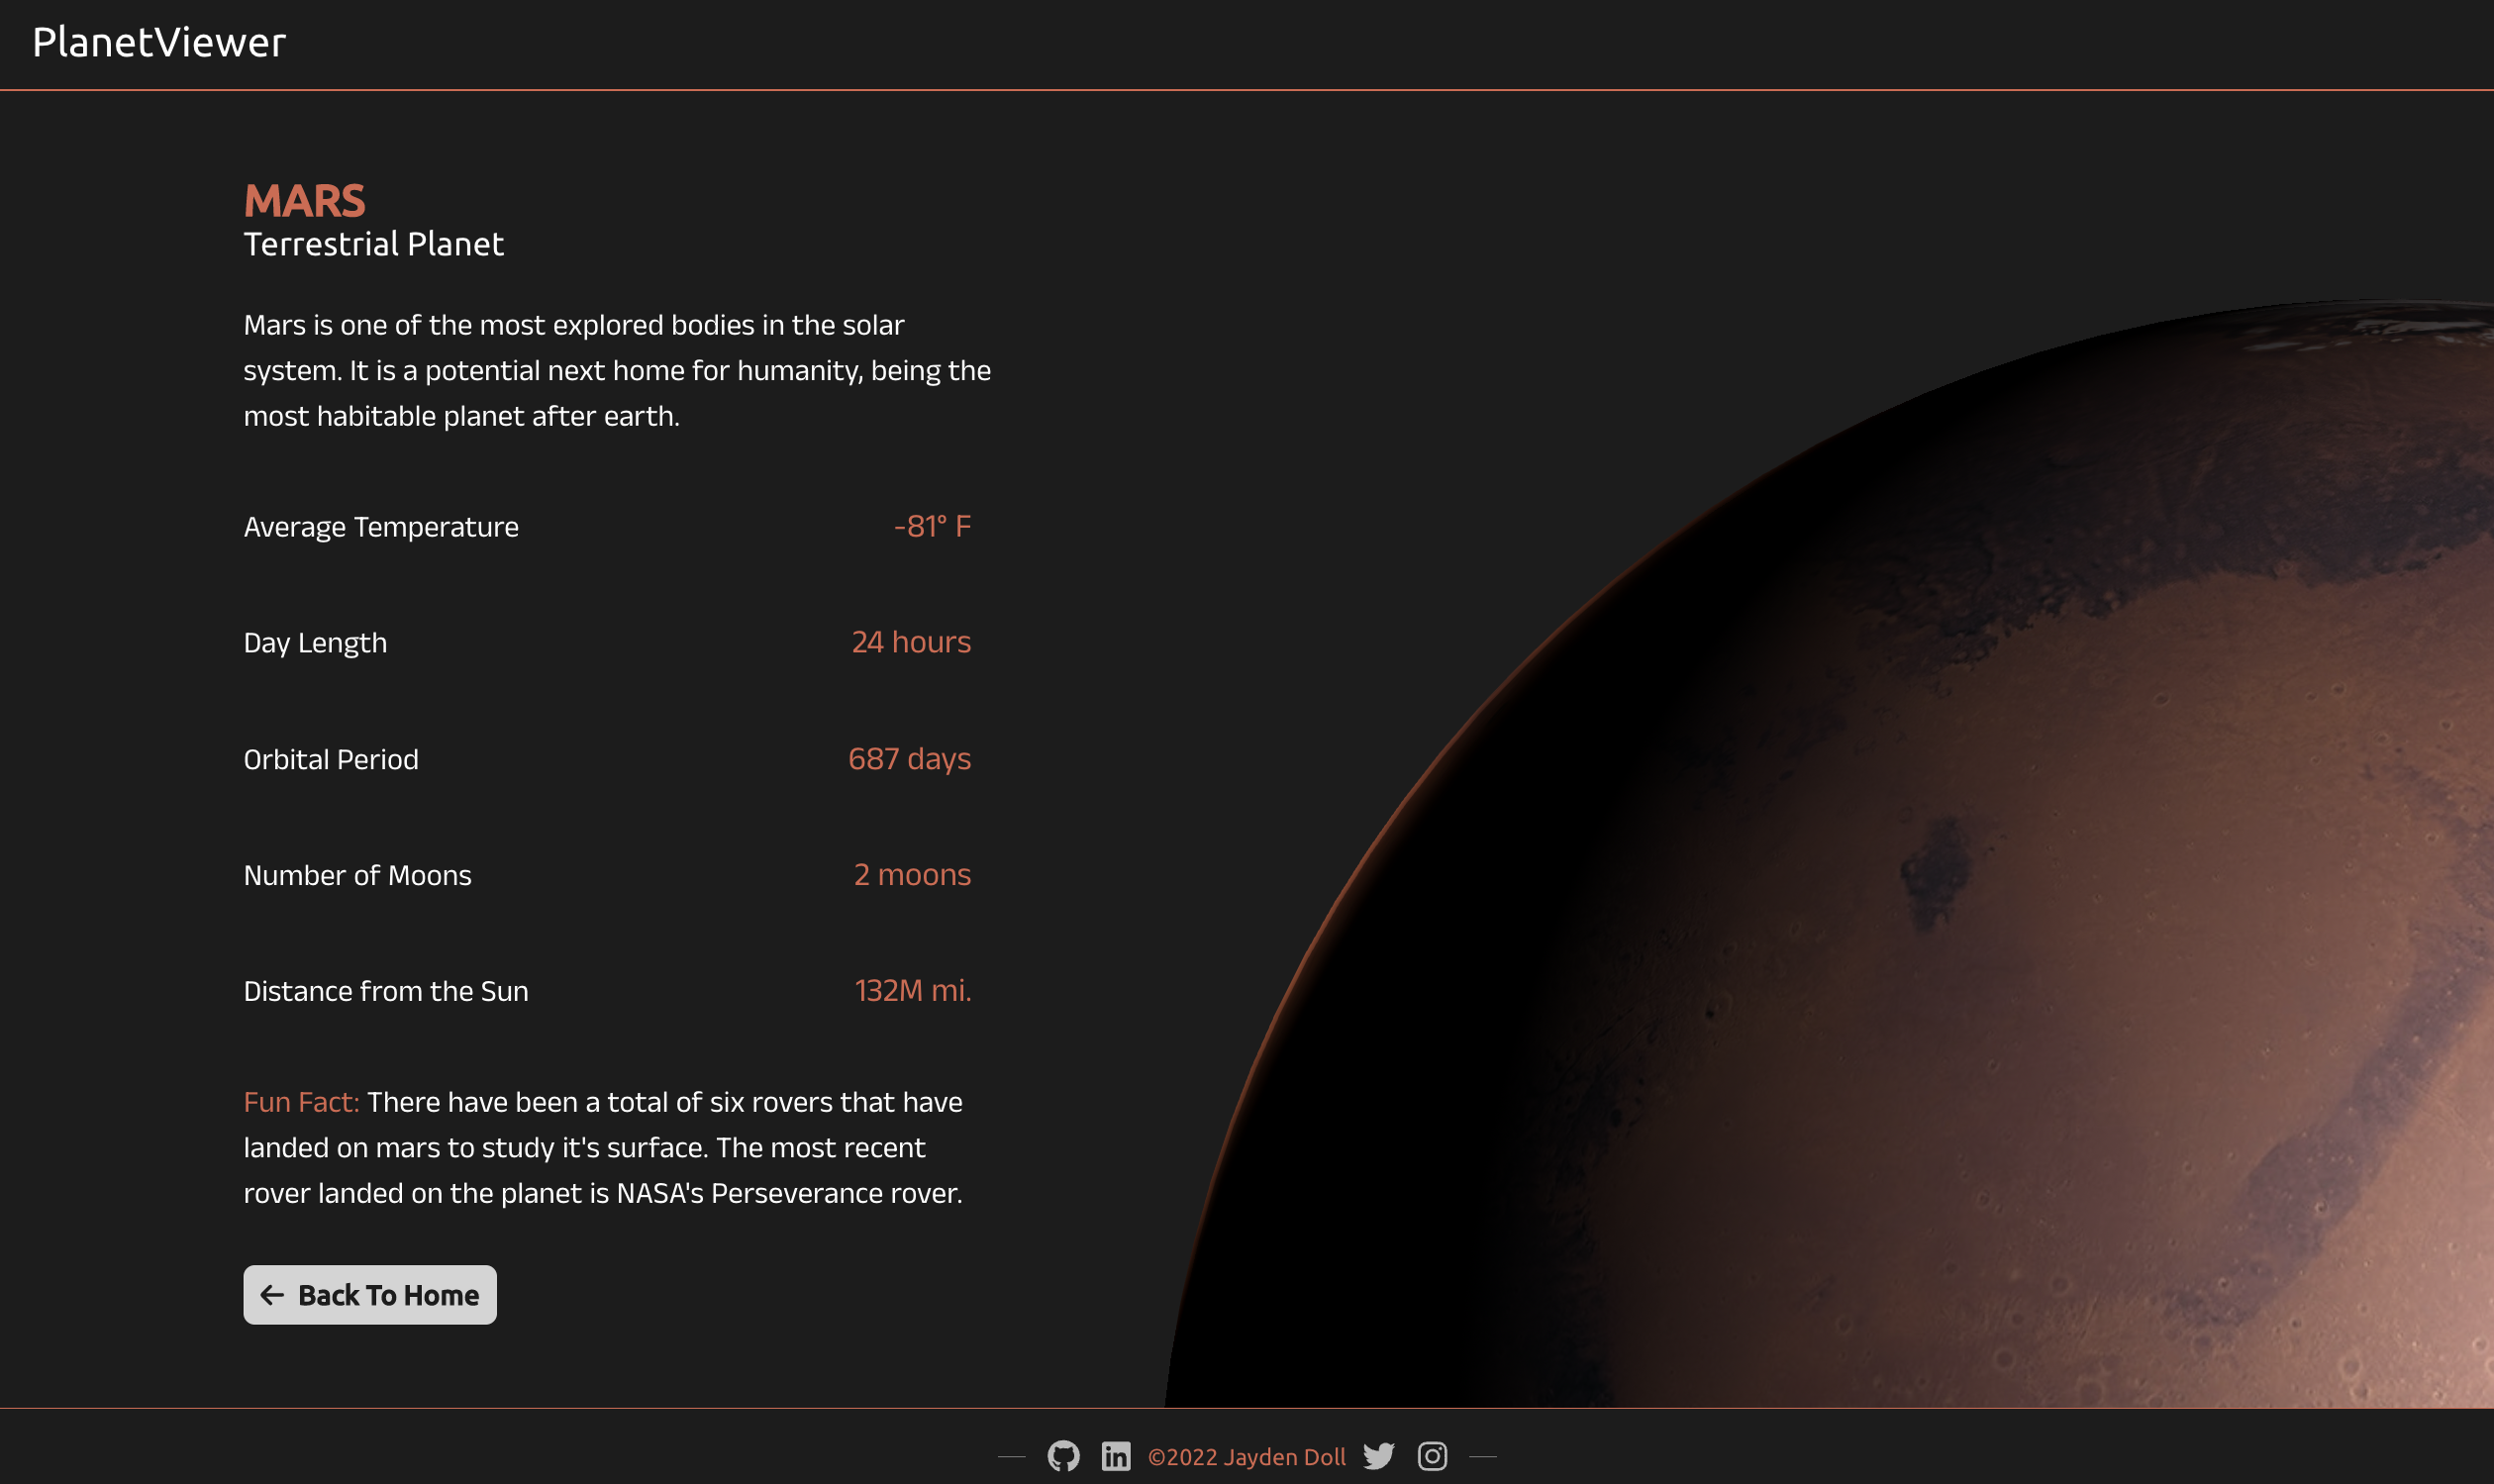 PlanetViewer
MARS
Terrestrial Planet
Mars is one of the most explored bodies in the solar
system. It is a potential next home for humanity, being the
most habitable planet after earth.
Average Temperature -81° F
Day Length 24 hours
Orbital Period 687 days
Number of Moons 2 moons
Distance from the Sun 132M mi.
Fun Fact: There have been a total of six rovers that have
landed on mars to study it's surface. The most recent
rover landed on the planet is NASA's Perseverance rover.
Back To Home
©2022 Jayden Doll